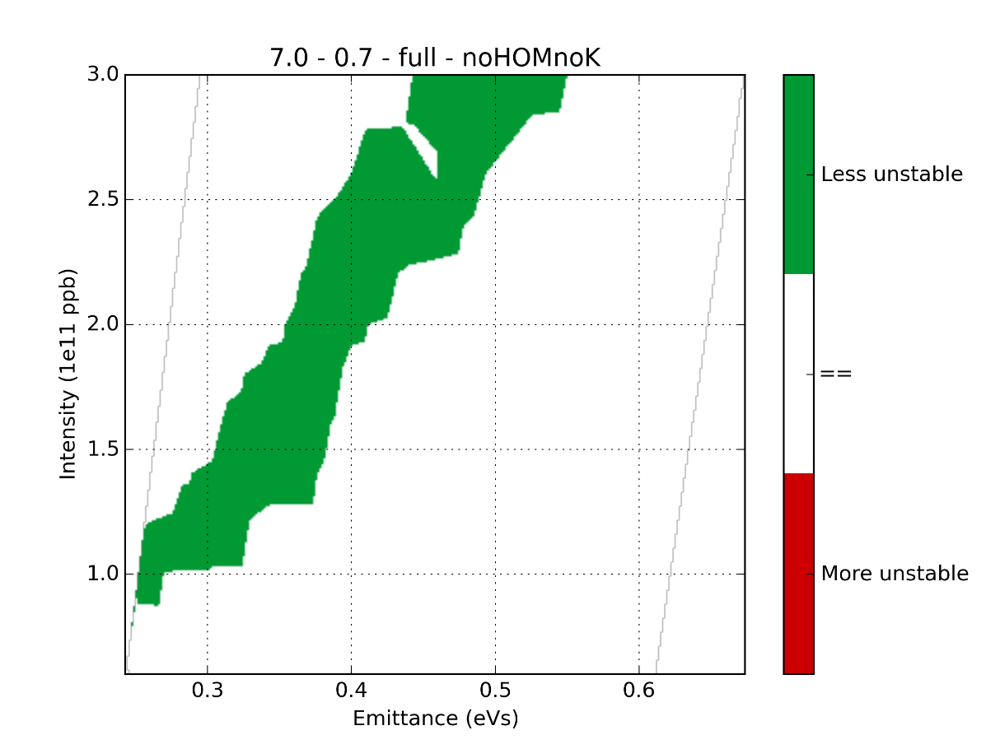 7.0 - 0.7 - full - noHOMnoK
3.0
2.5
2.0
1.5
1.0
Intensity (1e11 ppb)
0.3 0.4 0.5 0.6
Emittance (eVs)
Less unstable
==
More unstable